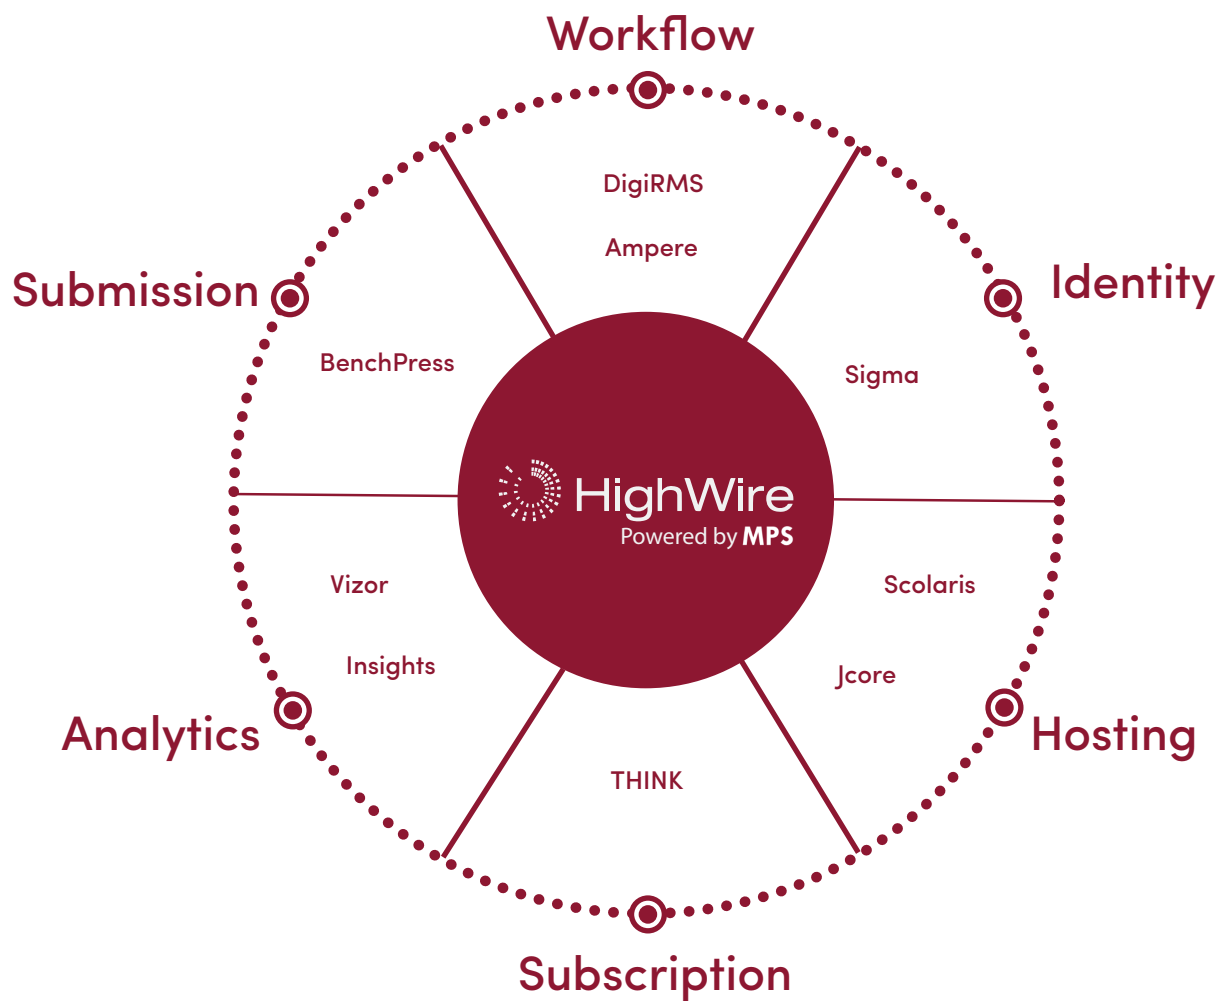 Workflow
DigiRMS
Ampere
Submission
Identity
BenchPress
Sigma
HighWire
Powered by MPS
Vizor
Scolaris
Insights
Jcore
Analytics
Hosting
THINK
Subscription